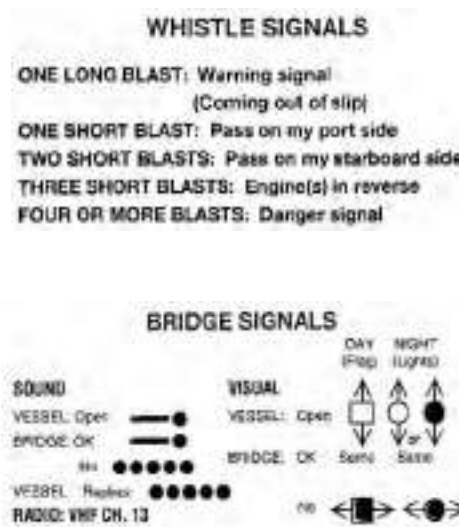 WHISTLE SIGNALS
ONE LONG BLAST: Warning signal
(Coming out of slip)
ONE SHORT BLAST: Pass on my port side
TWO SHORT BLASTS: Pass on my starboard side
THREE SHORT BLASTS: Engine(s) in reverse
FOUR OR MORE BLASTS: Danger signal
BRIDGE SIGNALS
DAY NIGHT
(Flag) (Lights)
SOUND VISUAL
VESSEL: Open VESSEL: Open
or
BRIDGE: OK BRIDGE: OK Same Same
No
VESSEL Replies No
RADIO: VHF CH. 13